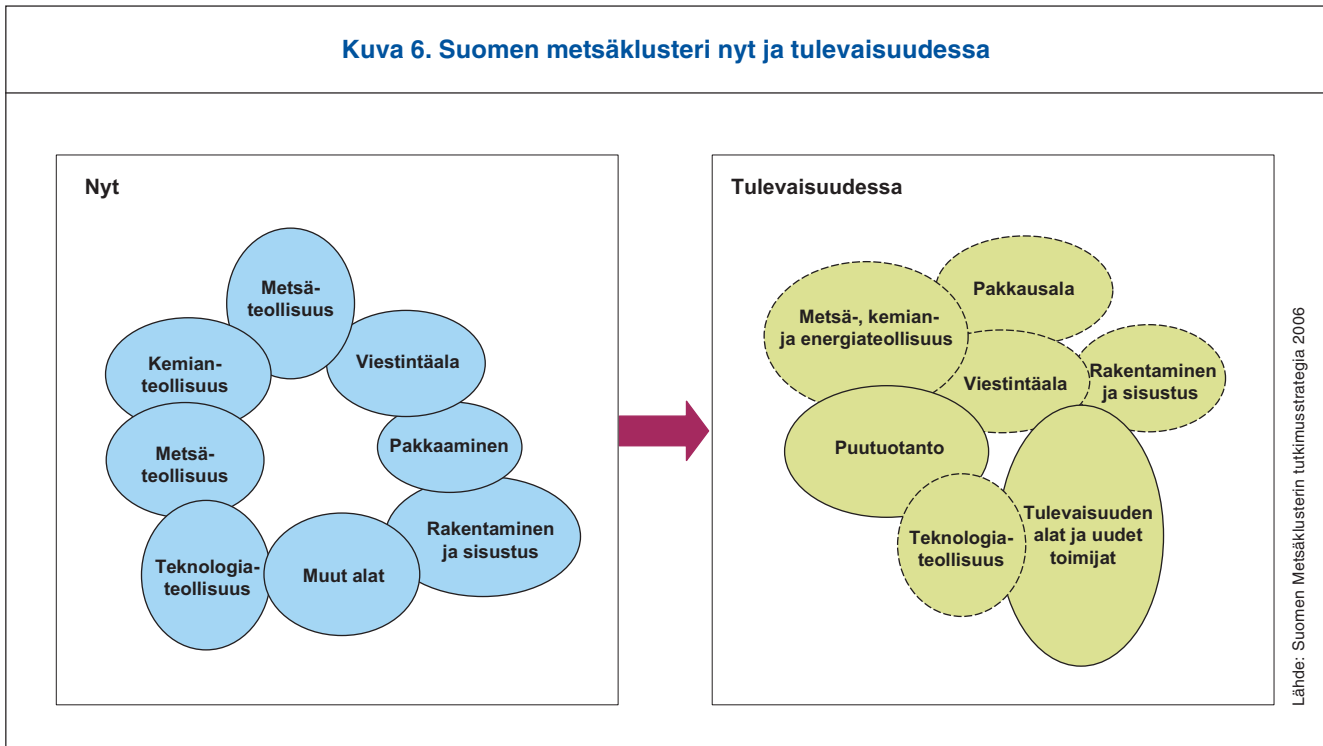 Kuva 6. Suomen metsäklusteri nyt ja tulevaisuudessa
Nyt
Metsä-
teollisuus
Kemian-
teollisuus
Viestintäala
Metsä-
teollisuus
Pakkaaminen
Teknologia-
teollisuus
Muut alat
Rakentaminen
ja sisustus
Tulevaisuudessa
Pakkausala
Metsä-, kemian-
ja energiateollisuus
Viestintäala
Rakentaminen
ja sisustus
Puutuotanto
Teknologia-
teollisuus
Tulevaisuuden
alat ja uudet
toimijat
Lähde: Suomen Metsäklusterin tutkimusstrategia 2006